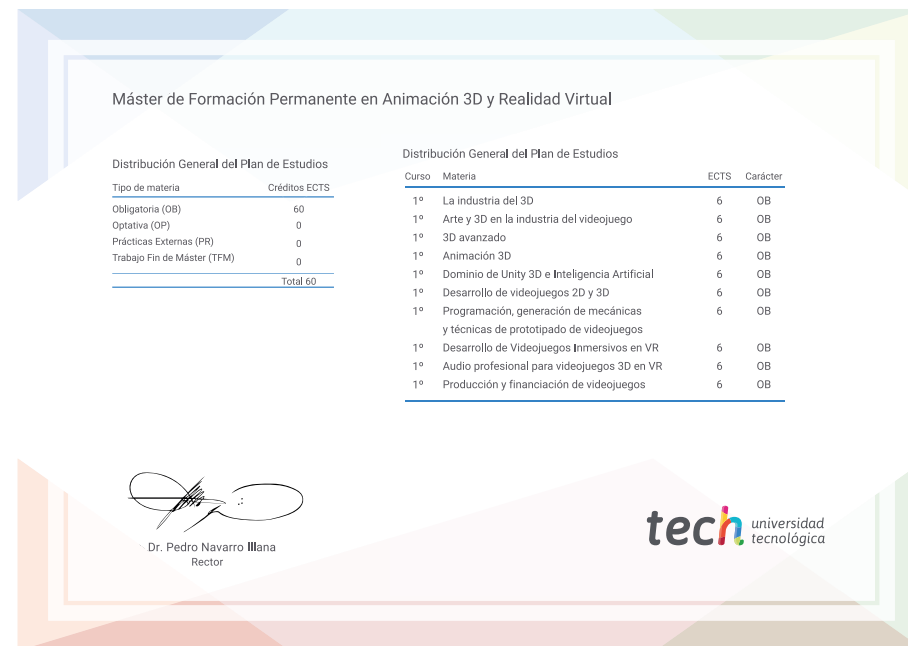 Máster de Formación Permanente en Animación 3D y Realidad Virtual
Distribución General del Plan de Estudios
Tipo de materia Créditos ECTS
Obligatoria (OB) 60
Optativa (OP) 0
Prácticas Externas (PR) 0
Trabajo Fin de Máster (TFM) 0
Total 60
Distribución General del Plan de Estudios
Curso Materia ECTS Carácter
1º La industria del 3D 6 OB
1º Arte y 3D en la industria del videojuego 6 OB
1º 3D avanzado 6 OB
1º Animación 3D 6 OB
1º Dominio de Unity 3D e Inteligencia Artificial 6 OB
1º Desarrollo de videojuegos 2D y 3D 6 OB
1º Programación, generación de mecánicas 6 OB
y técnicas de prototipado de videojuegos
1º Desarrollo de Videojuegos Inmersivos en VR 6 OB
1º Audio profesional para videojuegos 3D en VR 6 OB
1º Producción y financiación de videojuegos 6 OB
Dr. Pedro Navarro Illana
Rector
tech universidad
tecnológica